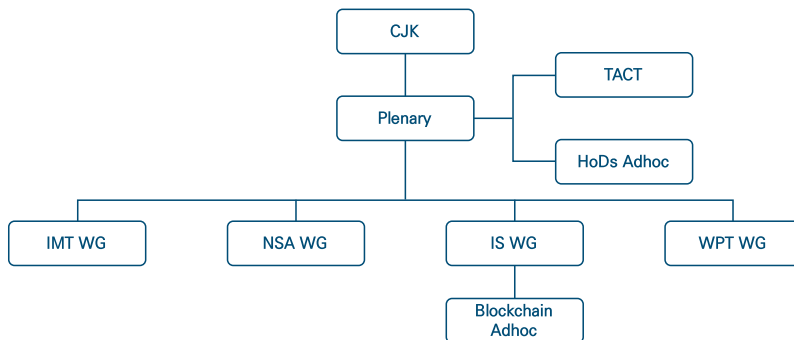 CJK
TACT
Plenary
HoDs Adhoc
IMT WG
NSA WG
IS WG
WPT WG
Blockchain
Adhoc